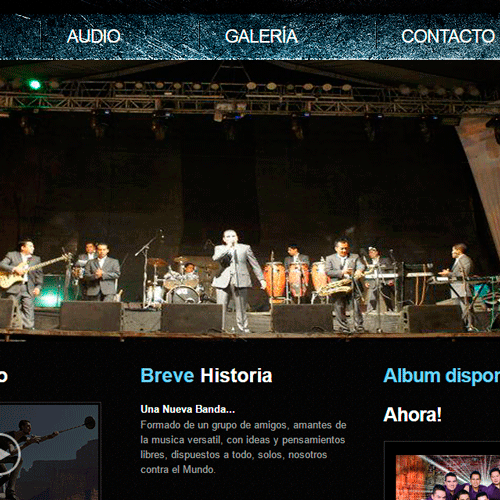 AUDIO
GALERÍA
CONTACTO
Breve Historia
Una Nueva Banda...
Formado de un grupo de amigos, amantes de
la musica versatil, con ideas y pensamientos
libres, dispuestos a todo, solos, nosotros
contra el Mundo.
Album
Ahora!